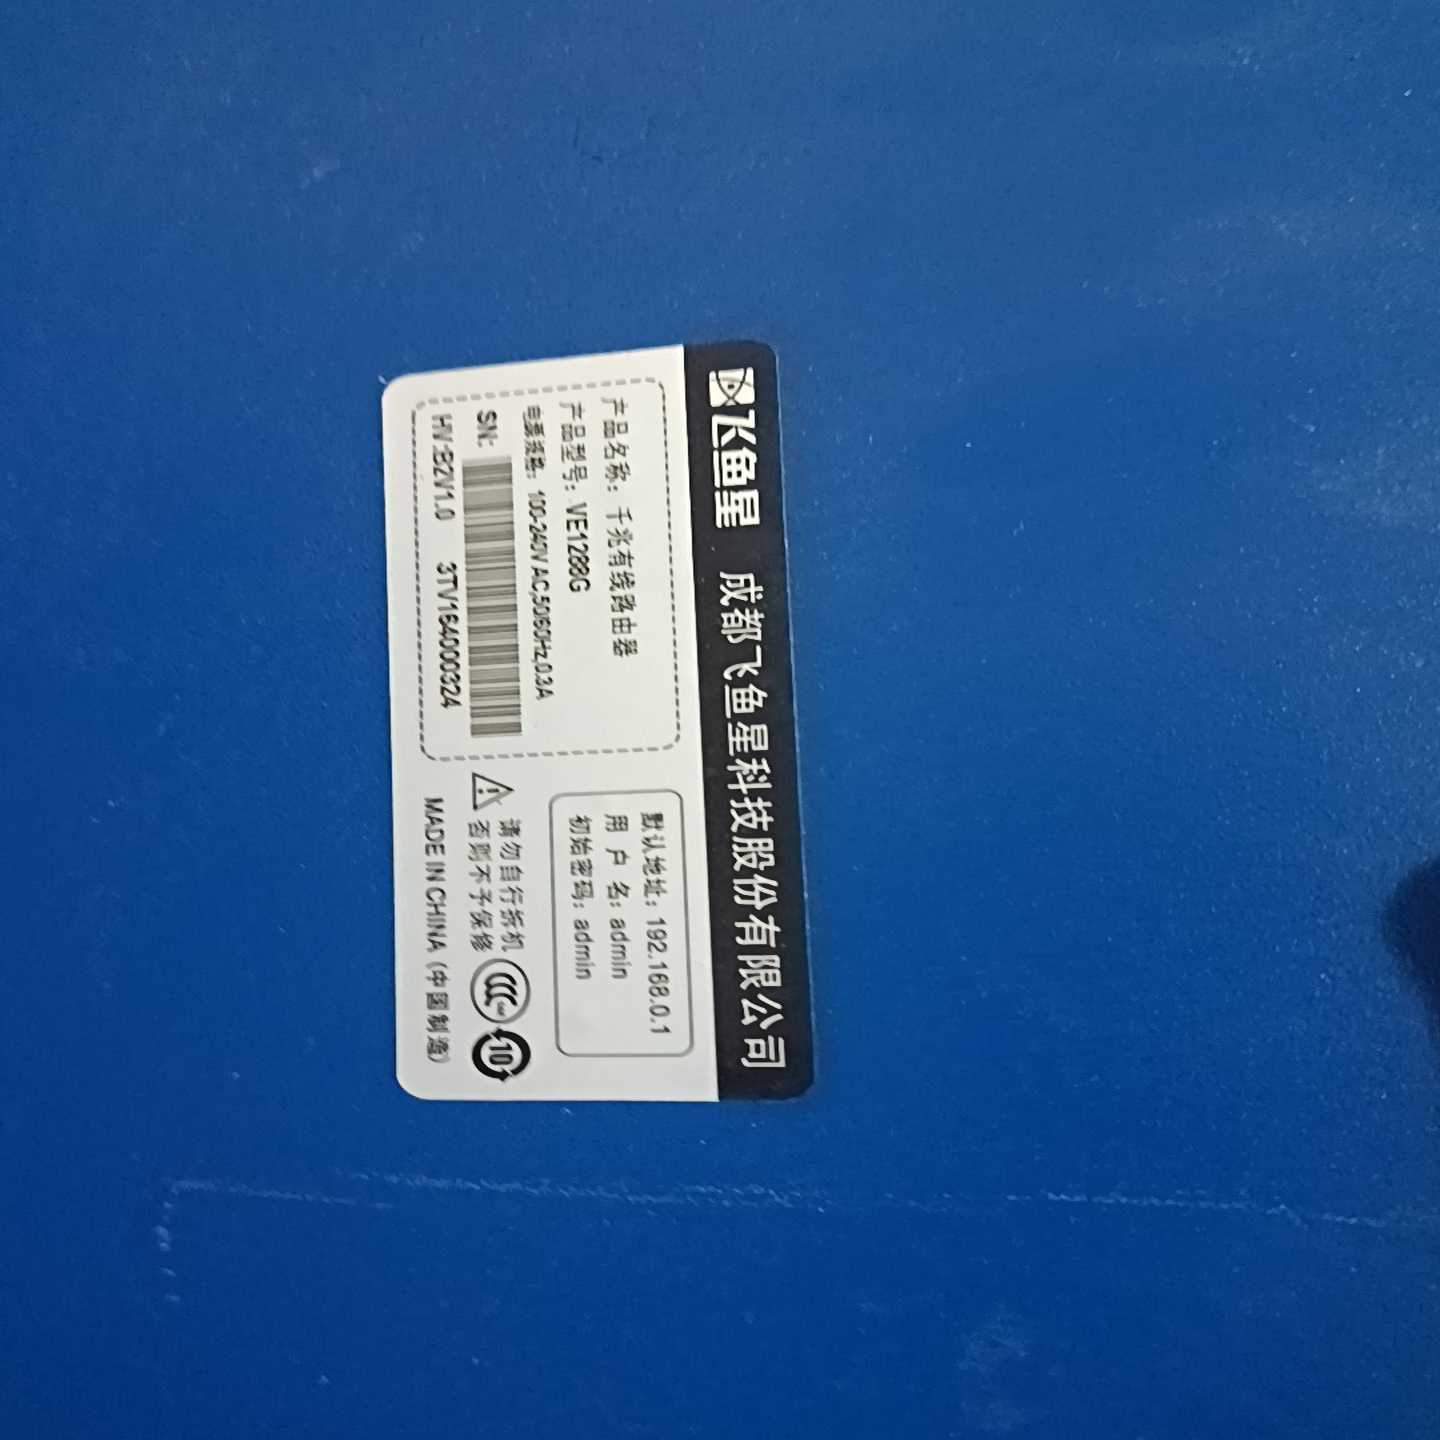 飞鱼星 成都飞鱼星科技股份有限公司
产品名称：千兆有线路由器
产品型号：VE1288G
电源规格：100-240V AC,50/60Hz,0.3A
SN:
HV:B2V1.0 3TV164000032A
默认地址：192.168.0.1
用 户 名：admin
初始密码：admin
请勿自行拆机
否则不予保修
CCC
10
MADE IN CHINA（中国制造）